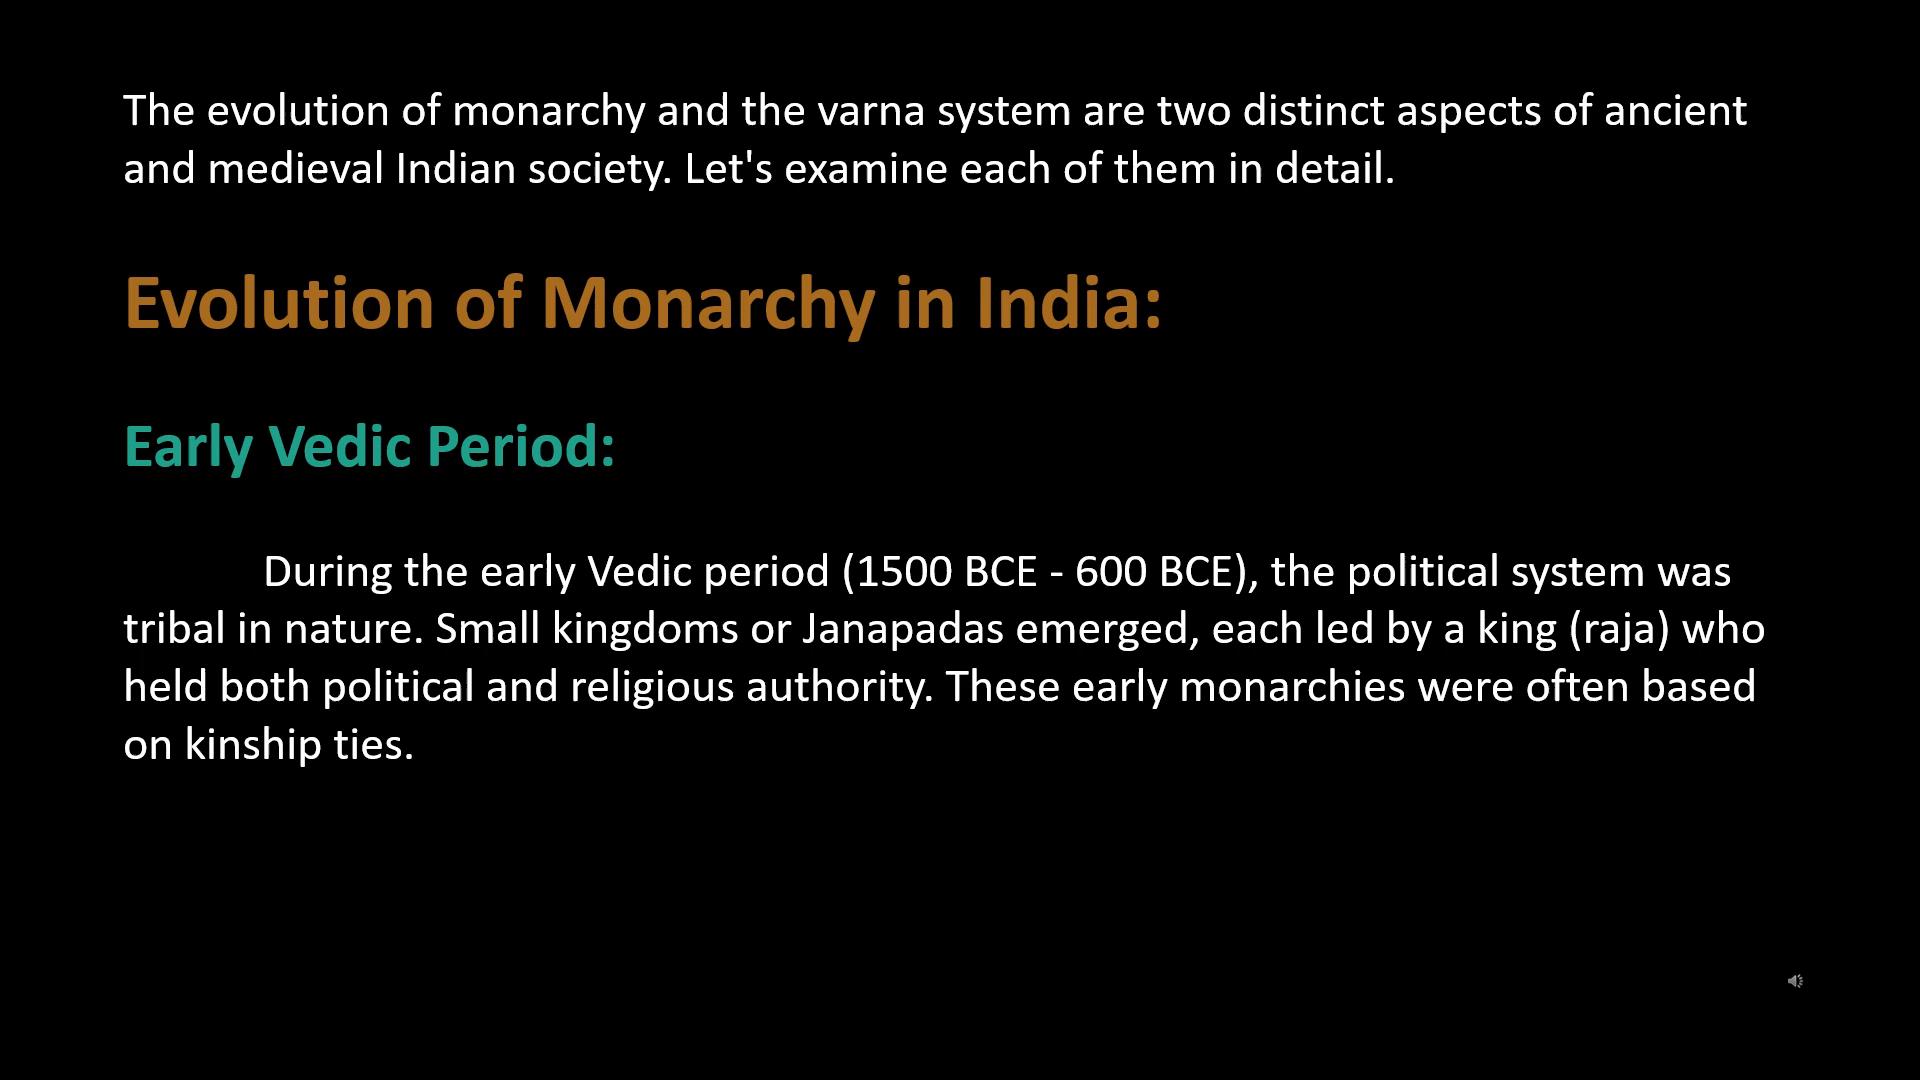 The evolution of monarchy and the varna system are two distinct aspects of ancient
and medieval Indian society. Let's examine each of them in detail.
Evolution of Monarchy in India:
Early Vedic Period:
During the early Vedic period (1500 BCE - 600 BCE), the political system was
tribal in nature. Small kingdoms or Janapadas emerged, each led by a king (raja) who
held both political and religious authority. These early monarchies were often based
on kinship ties.